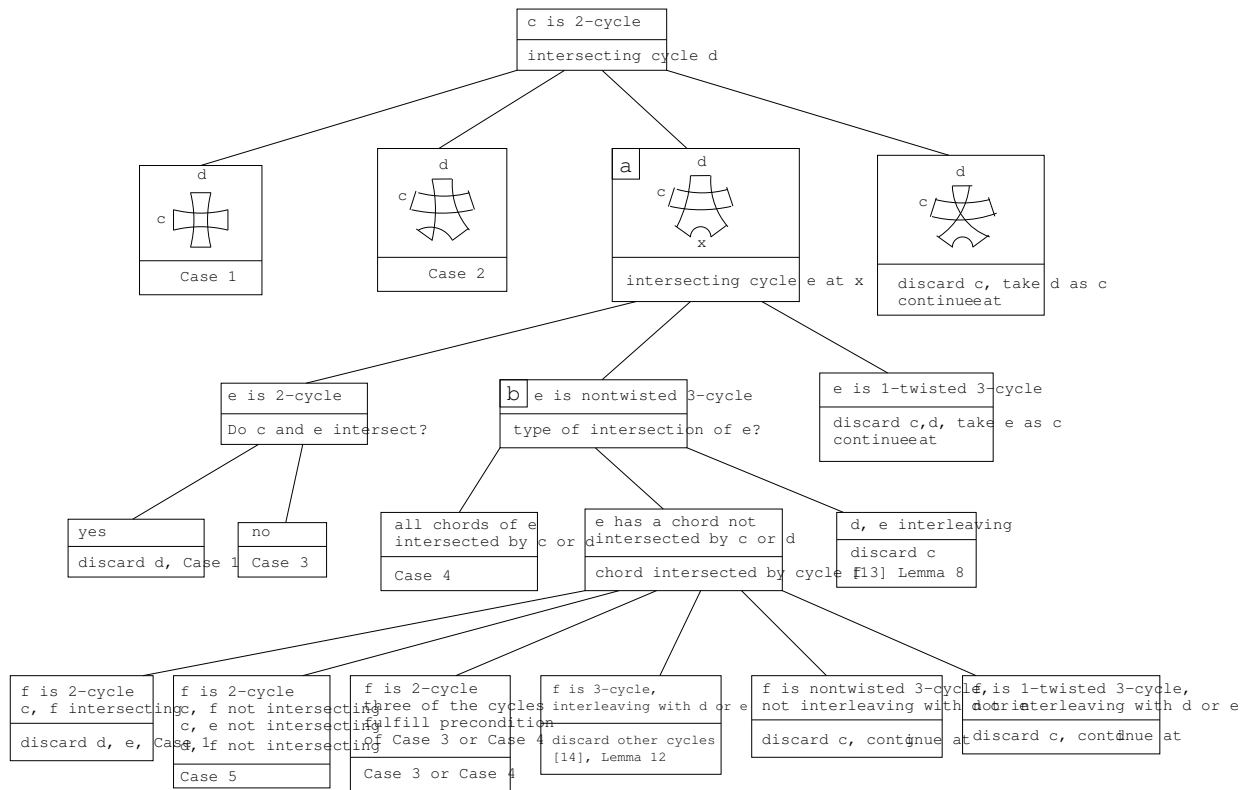 c is 2-cycle
intersecting cycle d
d
c
Case 1
d
c
Case 2
a
d
c
x
intersecting cycle e at x
d
c
discard c, take d as c
continue at
e is 2-cycle
Do c and e intersect?
b
e is nontwisted 3-cycle
type of intersection of e?
e is 1-twisted 3-cycle
discard c,d, take e as c
continue at
yes
discard d, Case 1
no
Case 3
all chords of e
intersected by c or d
Case 4
e has a chord not
intersected by c or d
chord intersected by cycle f
d, e interleaving
discard c
[13] Lemma 8
f is 2-cycle
c, f intersecting
discard d, e, Case 1
f is 2-cycle
c, f not intersecting
c, e not intersecting
d, f not intersecting
Case 5
f is 2-cycle
three of the cycles
fulfill precondition
of Case 3 or Case 4
Case 3 or Case 4
f is 3-cycle,
interleaving with d or e
discard other cycles
[14], Lemma 12
f is nontwisted 3-cycle,
not interleaving with d or e
discard c, continue at
f is 1-twisted 3-cycle,
not interleaving with d or e
discard c, continue at